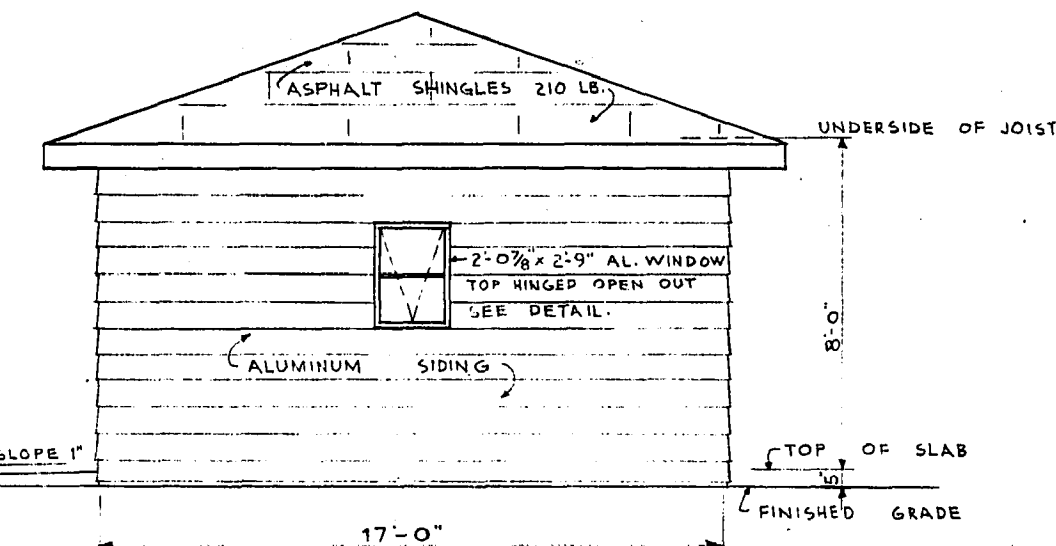 ASPHALT SHINGLES 210 LB.
UNDERSIDE OF JOIST
2'-0⅞" x 2'-9" AL. WINDOW
TOP HINGED OPEN OUT
SEE DETAIL.
8'-0"
ALUMINUM SIDING
SLOPE 1"
TOP OF SLAB
5"
FINISHED GRADE
17'-0"